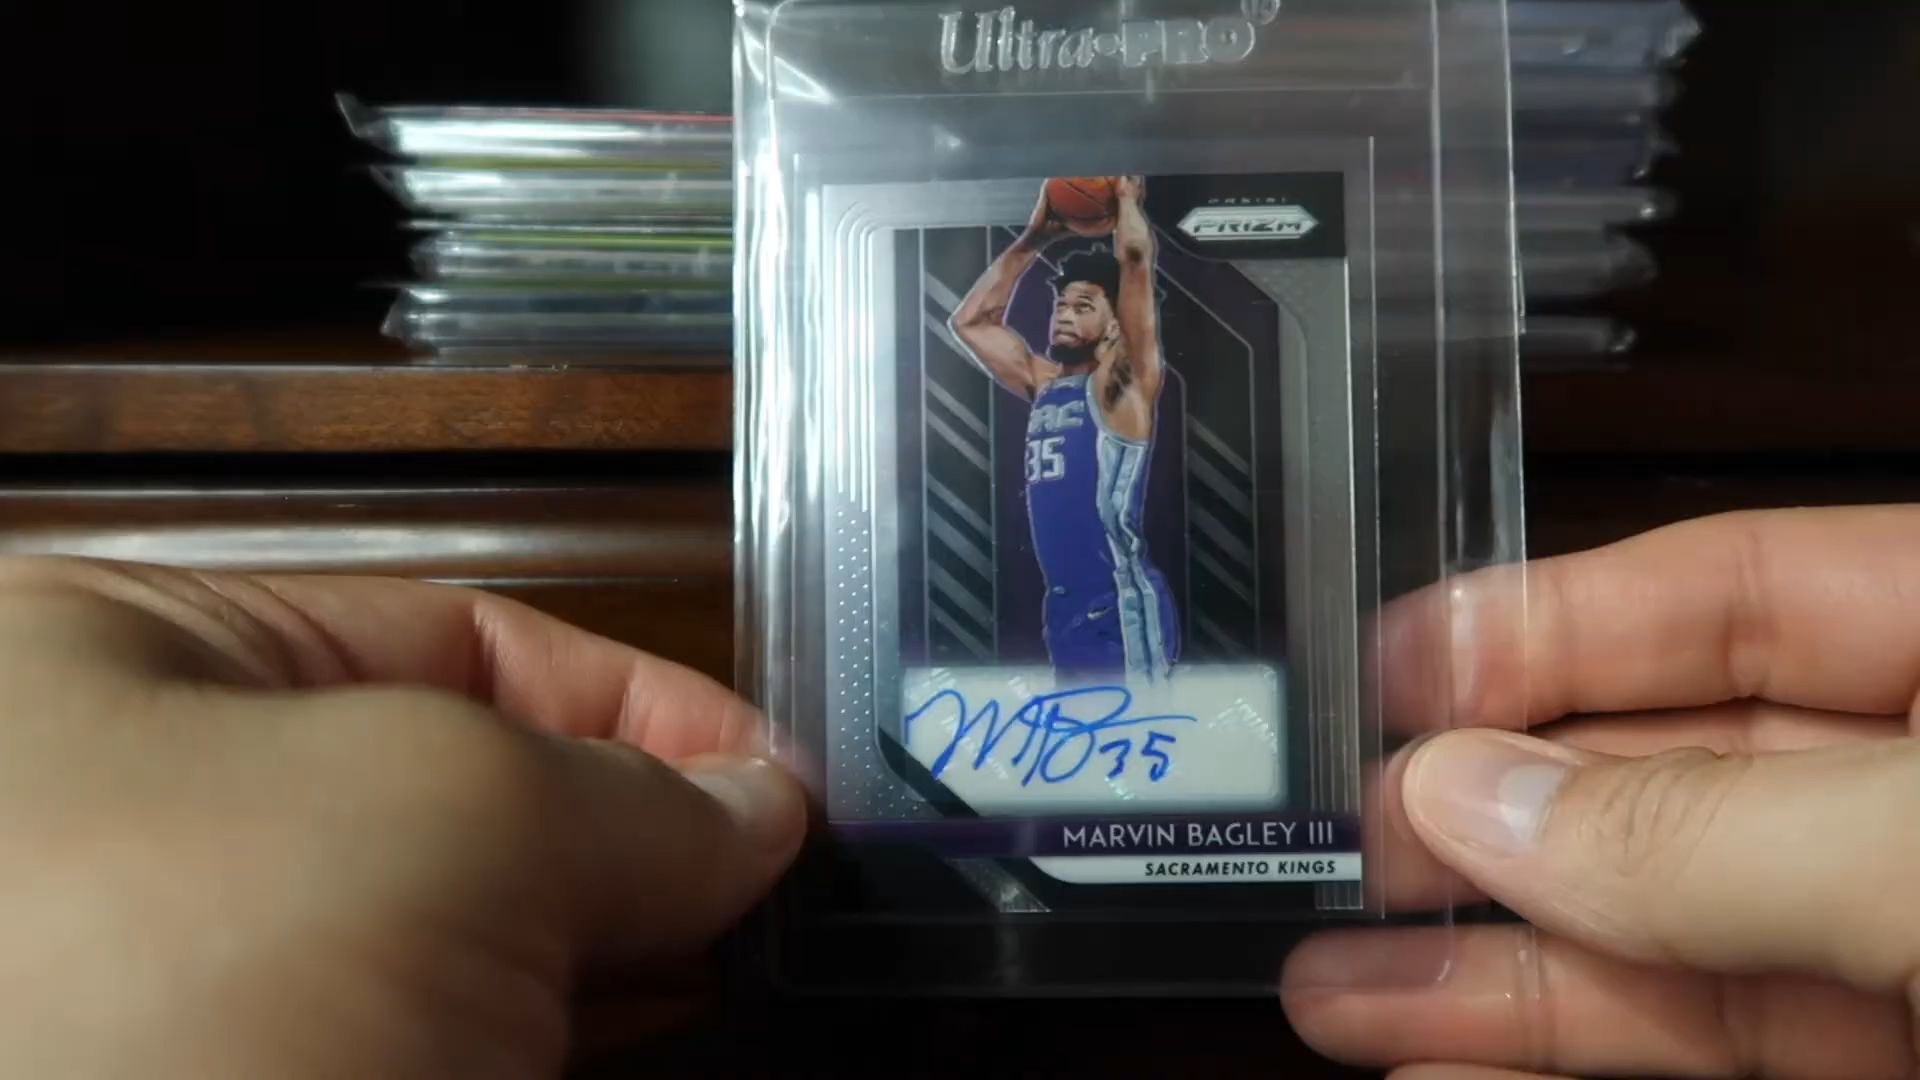 Ultra•PRO
PANINI
PRIZM
SAC
35
35
MARVIN BAGLEY III
SACRAMENTO KINGS